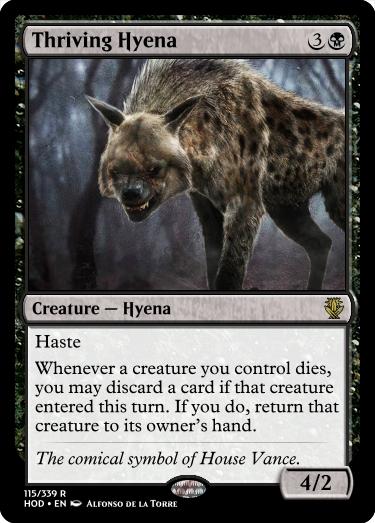 Thriving Hyena 3
Creature — Hyena
Haste
Whenever a creature you control dies,
you may discard a card if that creature
entered this turn. If you do, return that
creature to its owner's hand.
The comical symbol of House Vance.
4/2
115/339 R
HOD • EN Alfonso de la Torre